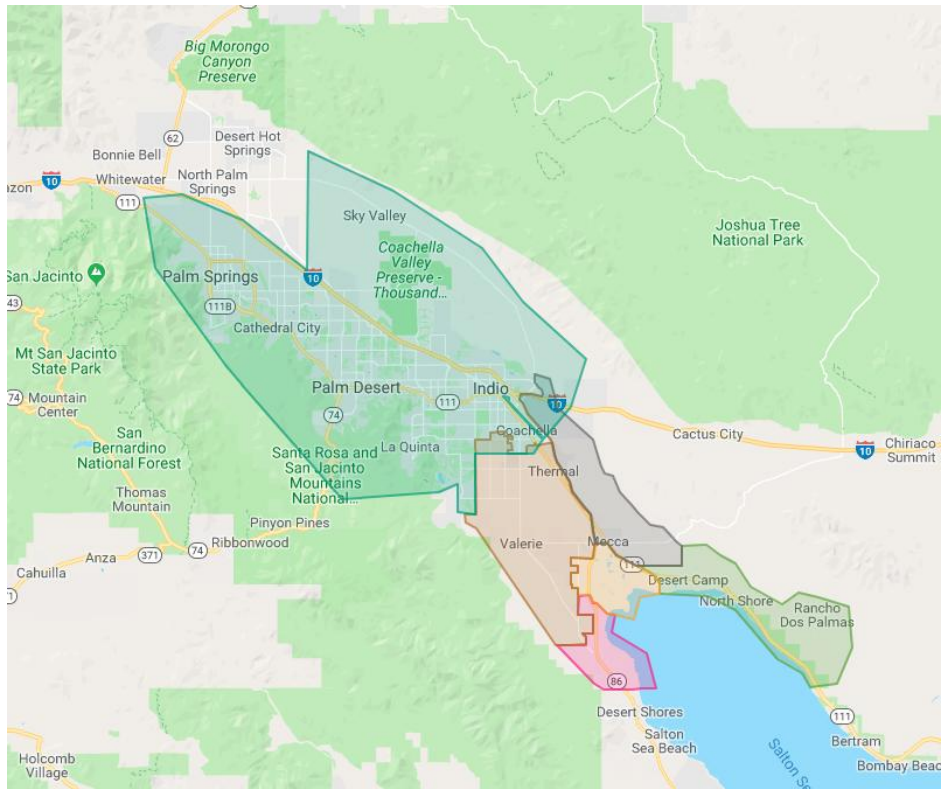 Big Morongo
Canyon
Preserve
62
Desert Hot
Springs
Bonnie Bell
Whitewater
North Palm
Springs
10
azon
111
Sky Valley
Joshua Tree
National Park
Coachella
Valley
Preserve -
Thousand...
San Jacinto
Palm Springs
10
43
111B
Cathedral City
Mt San Jacinto
State Park
74
Mountain
Center
Palm Desert
111
Indio
10
74
Coachella
Cactus City
Chiriaco
Summit
10
San
Bernardino
National Forest
La Quinta
Santa Rosa and
San Jacinto
Mountains
National...
Thermal
Thomas
Mountain
Pinyon Pines
Valerie
Mecca
Anza
371
74
Ribbonwood
111
Cahuilla
Desert Camp
71
North Shore
Rancho
Dos Palmas
86
Desert Shores
Salton
Sea Beach
111
Bertram
Salton Se
Bombay Beac
Holcomb
Village